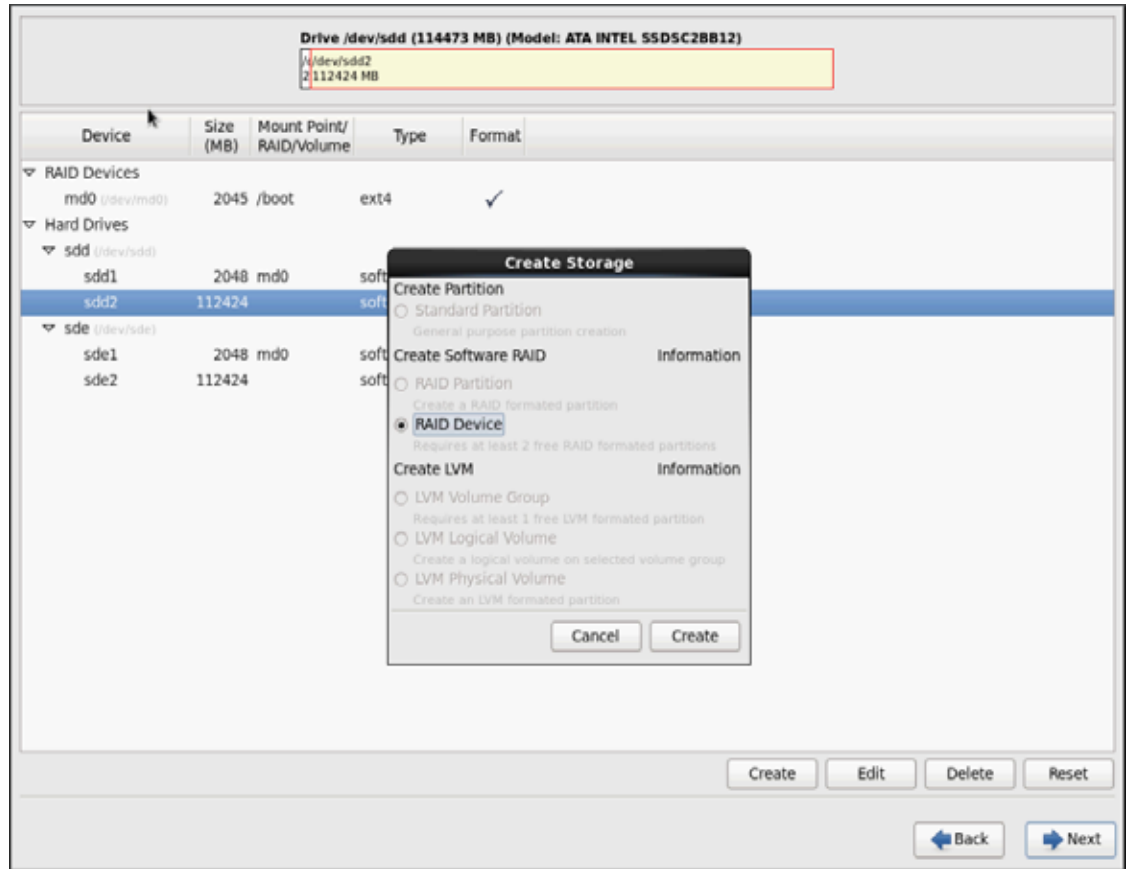 Drive /dev/sdd (114473 MB) (Model: ATA INTEL SSDSC2BB12)
/dev/sdd2
2 112424 MB
Device Size (MB) Mount Point/ RAID/Volume Type Format
RAID Devices
md0 (/dev/md0) 2045 /boot ext4 ✓
Hard Drives
sdd (/dev/sdd)
sdd1 2048 md0 soft
sdd2 112424 soft
sde (/dev/sde)
sde1 2048 md0 soft
sde2 112424 soft
Create Storage
Create Partition
Standard Partition
General purpose partition creation
Create Software RAID Information
RAID Partition
Create a RAID formated partition
RAID Device
Requires at least 2 free RAID formated partitions
Create LVM Information
LVM Volume Group
Requires at least 1 free LVM formated partition
LVM Logical Volume
Create a logical volume on selected volume group
LVM Physical Volume
Create an LVM formated partition
Cancel Create
Create Edit Delete Reset
Back Next